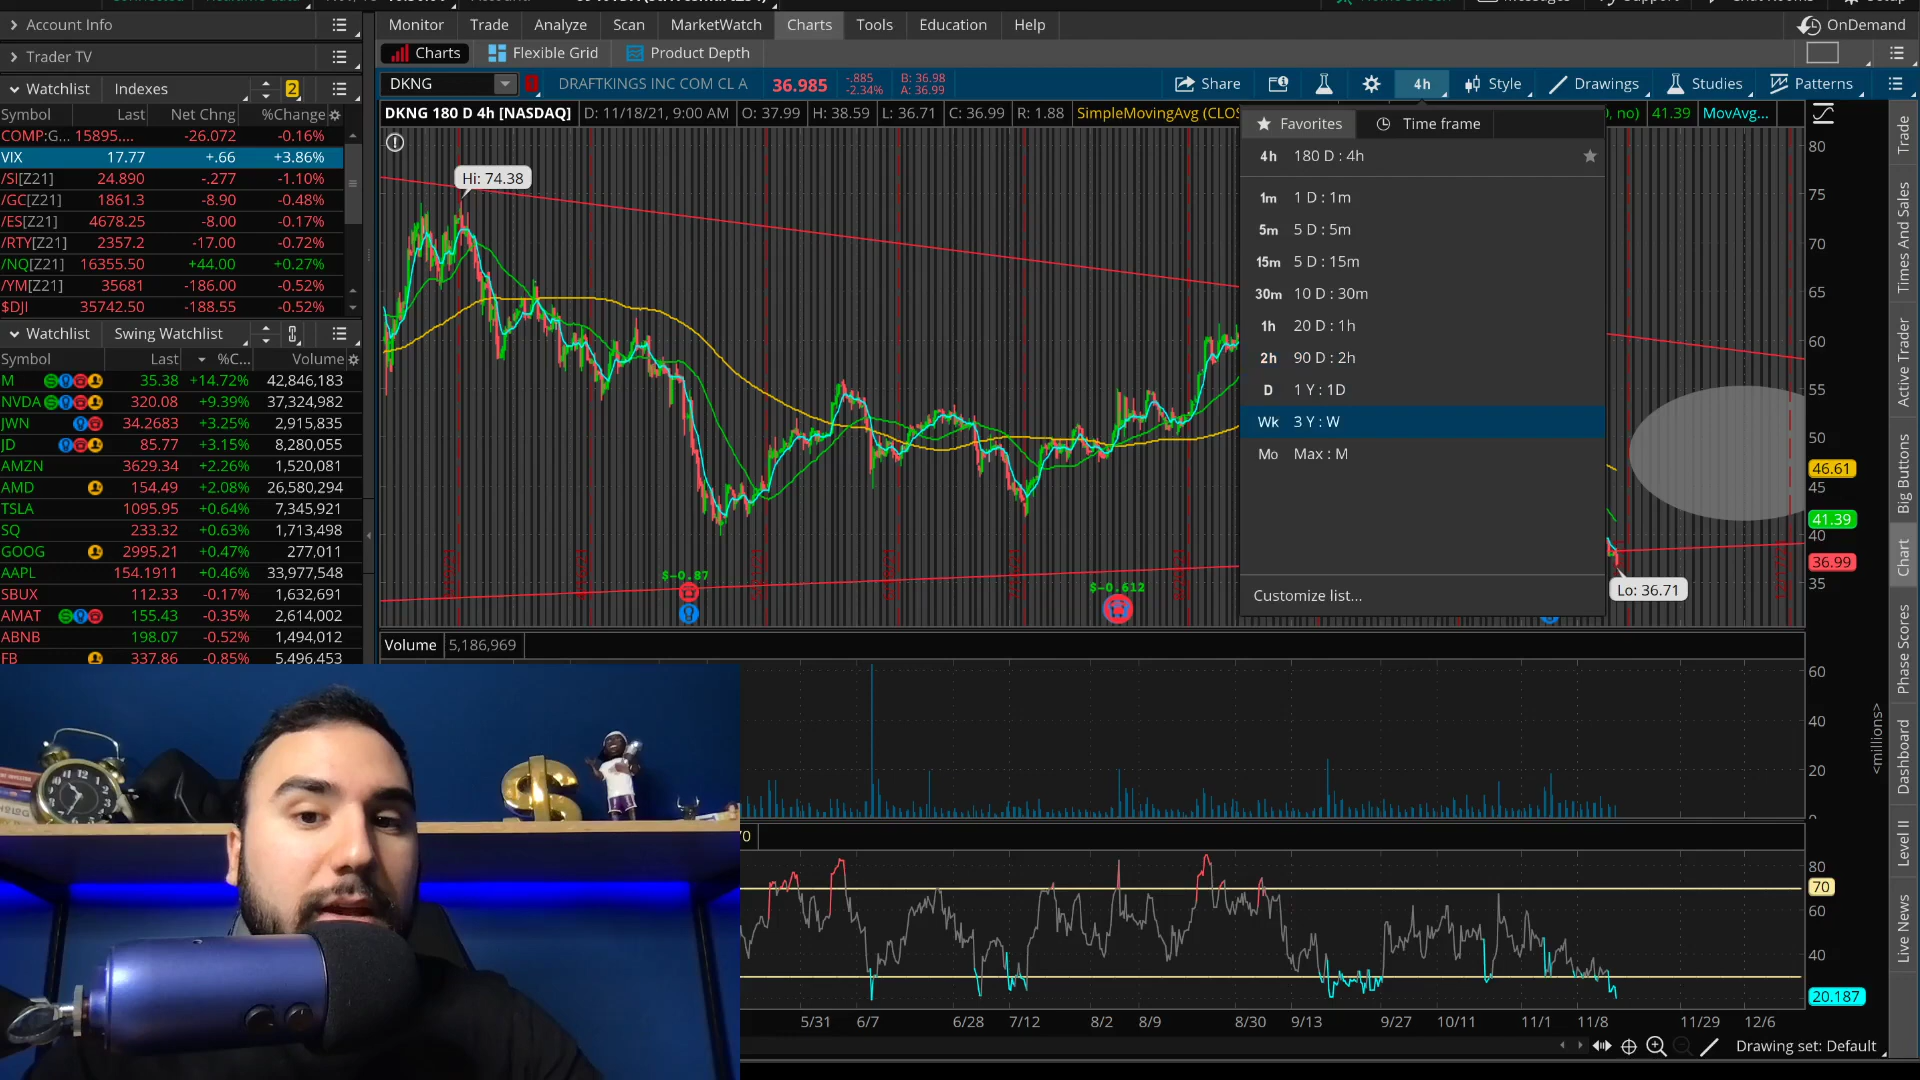 Account Info
Monitor Trade Analyze Scan MarketWatch Charts Tools Education Help OnDemand
Trader TV
Charts Flexible Grid Product Depth
Watchlist Indexes 2
DKNG DRAFTKINGS INC COM CL A 36.985 -.885 -2.34% B: 36.98 A: 36.99 Share 4h Style Drawings Studies Patterns
Symbol Last Net Chng %Change
DKNG 180 D 4h [NASDAQ] D: 11/18/21, 9:00 AM O: 37.99 H: 38.59 L: 36.71 C: 36.99 R: 1.88 SimpleMovingAvg (CLOS , no) 41.39 MovAvg...
COMP:G... 15895.... -26.072 -0.16%
VIX 17.77 +.66 +3.86%
/SI[Z21] 24.890 -.277 -1.10%
/GC[Z21] 1861.3 -8.90 -0.48%
/ES[Z21] 4678.25 -8.00 -0.17%
/RTY[Z21] 2357.2 -17.00 -0.72%
/NQ[Z21] 16355.50 +44.00 +0.27%
/YM[Z21] 35681 -186.00 -0.52%
$DJI 35742.50 -188.55 -0.52%
Watchlist Swing Watchlist
Symbol Last %C... Volume
M 35.38 +14.72% 42,846,183
NVDA 320.08 +9.39% 37,324,982
JWN 34.2683 +3.25% 2,915,835
JD 85.77 +3.15% 8,280,055
AMZN 3629.34 +2.26% 1,520,081
AMD 154.49 +2.08% 26,580,294
TSLA 1095.95 +0.64% 7,345,921
SQ 233.32 +0.63% 1,713,498
GOOG 2995.21 +0.47% 277,011
AAPL 154.1911 +0.46% 33,977,548
SBUX 112.33 -0.17% 1,632,691
AMAT 155.43 -0.35% 2,614,002
ABNB 198.07 -0.52% 1,494,012
FB 337.86 -0.85% 5,496,453
Hi: 74.38
Favorites Time frame
4h 180 D : 4h
1m 1 D : 1m
5m 5 D : 5m
15m 5 D : 15m
30m 10 D : 30m
1h 20 D : 1h
2h 90 D : 2h
D 1 Y : 1D
Wk 3 Y : W
Mo Max : M
Customize list...
$-0.87
$-0.612
Lo: 36.71
80
75
70
65
60
55
50
46.61
45
41.39
40
36.99
35
Volume 5,186,969
60
40
20
<millions>
80
70
60
40
20.187
5/31 6/7 6/28 7/12 8/2 8/9 8/30 9/13 9/27 10/11 11/1 11/8 11/29 12/6
Drawing set: Default
Trade
Times And Sales
Active Trader
Big Buttons
Chart
Phase Scores
Dashboard
Level II
Live News